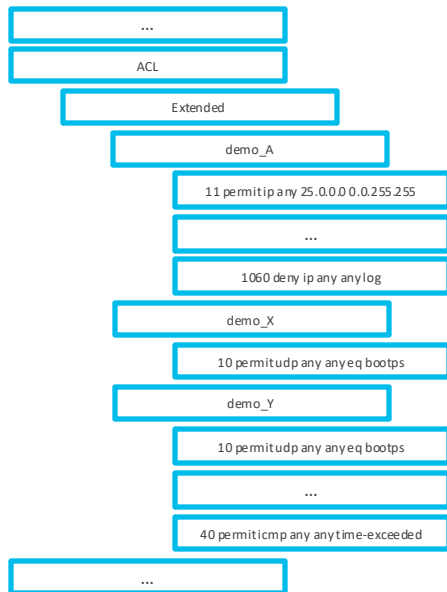 ...
ACL
Extended
demo_A
11 permit ip any 25.0.0.0 0.0.255.255
...
1060 deny ip any any log
demo_X
10 permit udp any any eq bootps
demo_Y
10 permit udp any any eq bootps
...
40 permit icmp any any time-exceeded
...